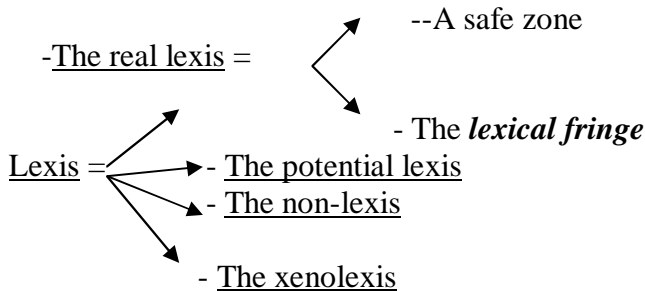 --A safe zone
-The real lexis =
- The lexical fringe
Lexis =
- The potential lexis
- The non-lexis
- The xenolexis